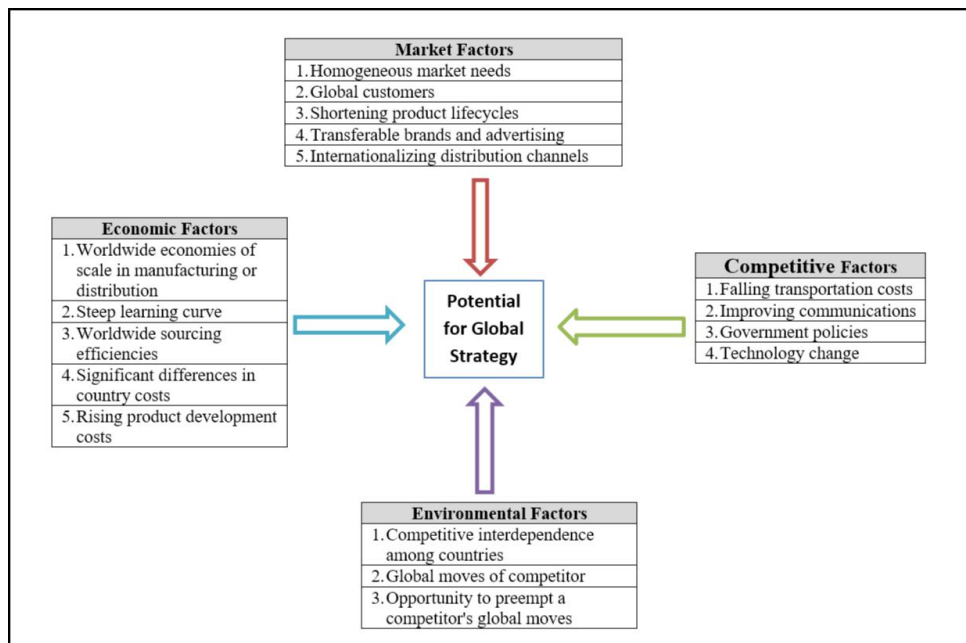 Market Factors
1. Homogeneous market needs
2. Global customers
3. Shortening product lifecycles
4. Transferable brands and advertising
5. Internationalizing distribution channels
Economic Factors
1. Worldwide economies of
scale in manufacturing or
distribution
2. Steep learning curve
3. Worldwide sourcing
efficiencies
4. Significant differences in
country costs
5. Rising product development
costs
Potential
for Global
Strategy
Competitive Factors
1. Falling transportation costs
2. Improving communications
3. Government policies
4. Technology change
Environmental Factors
1. Competitive interdependence
among countries
2. Global moves of competitor
3. Opportunity to preempt a
competitor's global moves